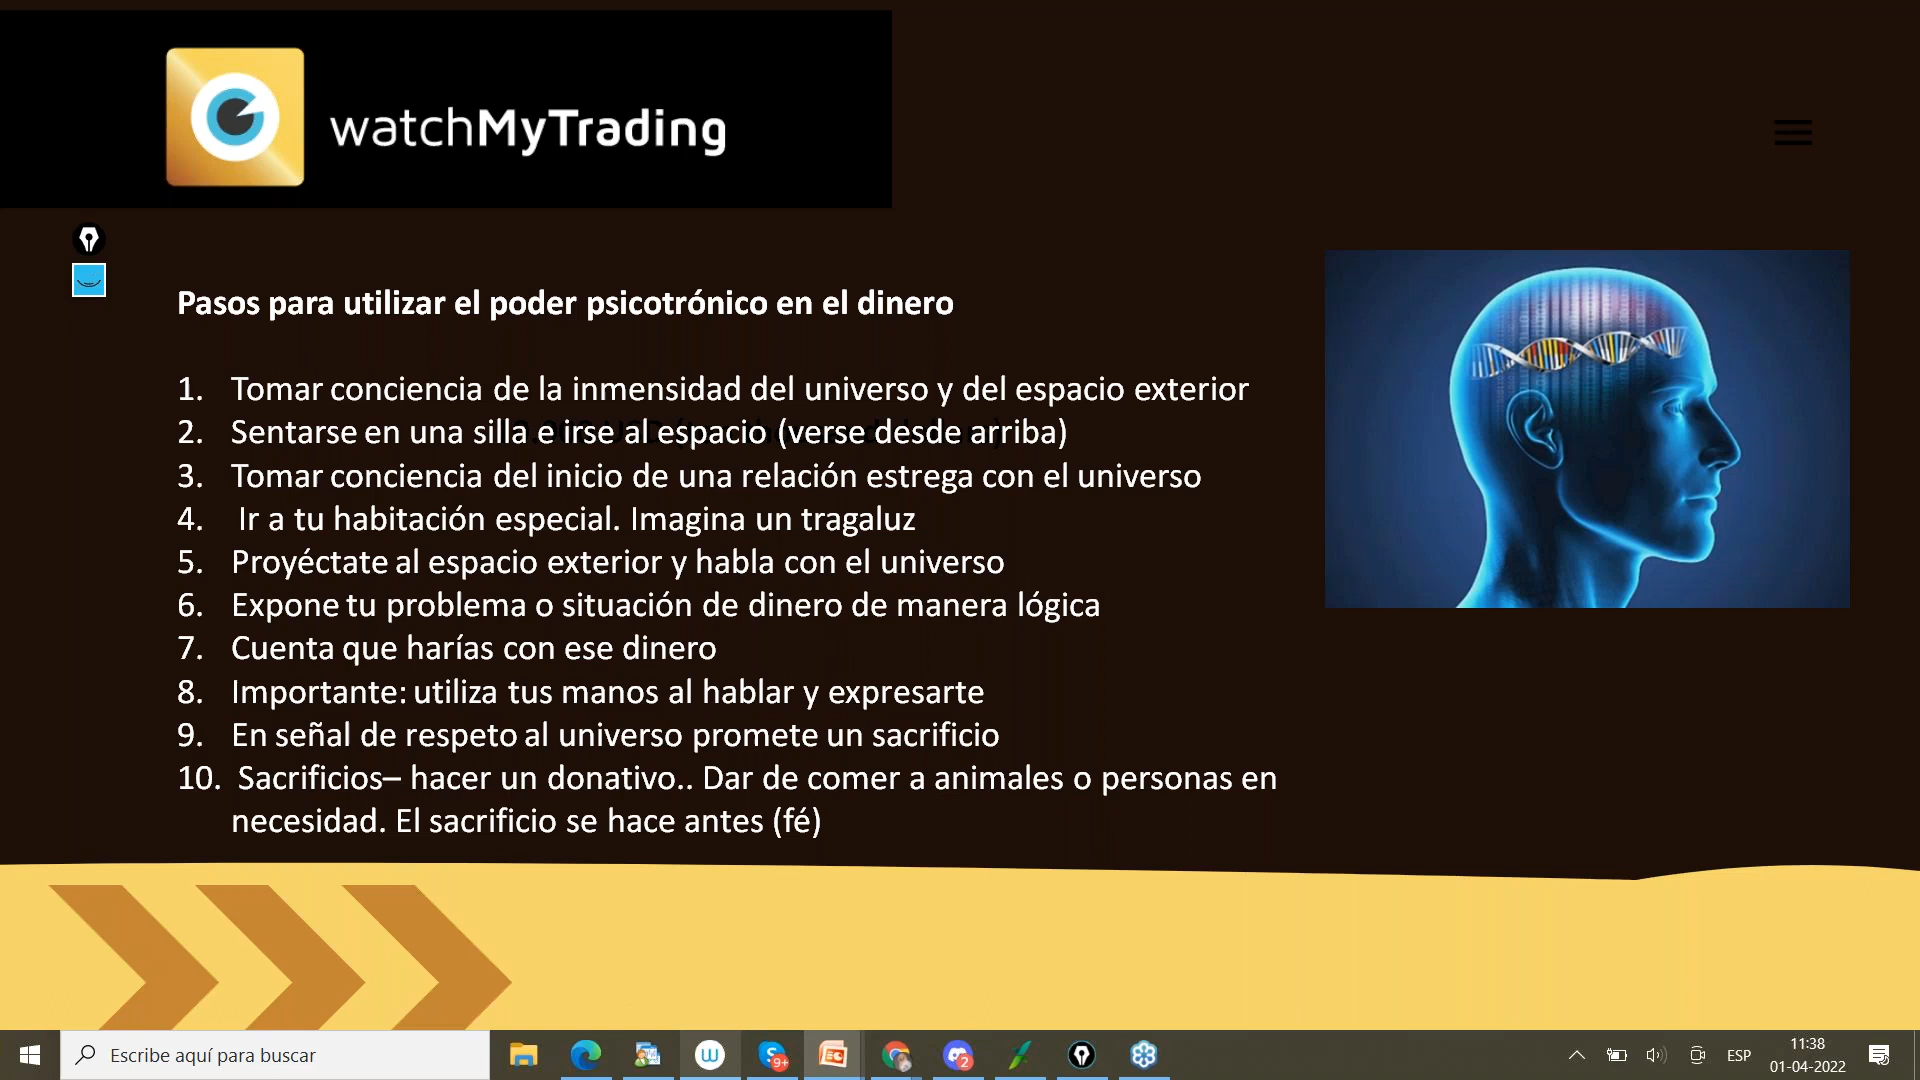 watchMyTrading
Pasos para utilizar el poder psicotrónico en el dinero
1. Tomar conciencia de la inmensidad del universo y del espacio exterior
2. Sentarse en una silla e irse al espacio (verse desde arriba)
3. Tomar conciencia del inicio de una relación estrega con el universo
4. Ir a tu habitación especial. Imagina un tragaluz
5. Proyéctate al espacio exterior y habla con el universo
6. Expone tu problema o situación de dinero de manera lógica
7. Cuenta que harías con ese dinero
8. Importante: utiliza tus manos al hablar y expresarte
9. En señal de respeto al universo promete un sacrificio
10. Sacrificios– hacer un donativo.. Dar de comer a animales o personas en
necesidad. El sacrificio se hace antes (fé)
Escribe aquí para buscar
9+
2
ESP
11:38
01-04-2022